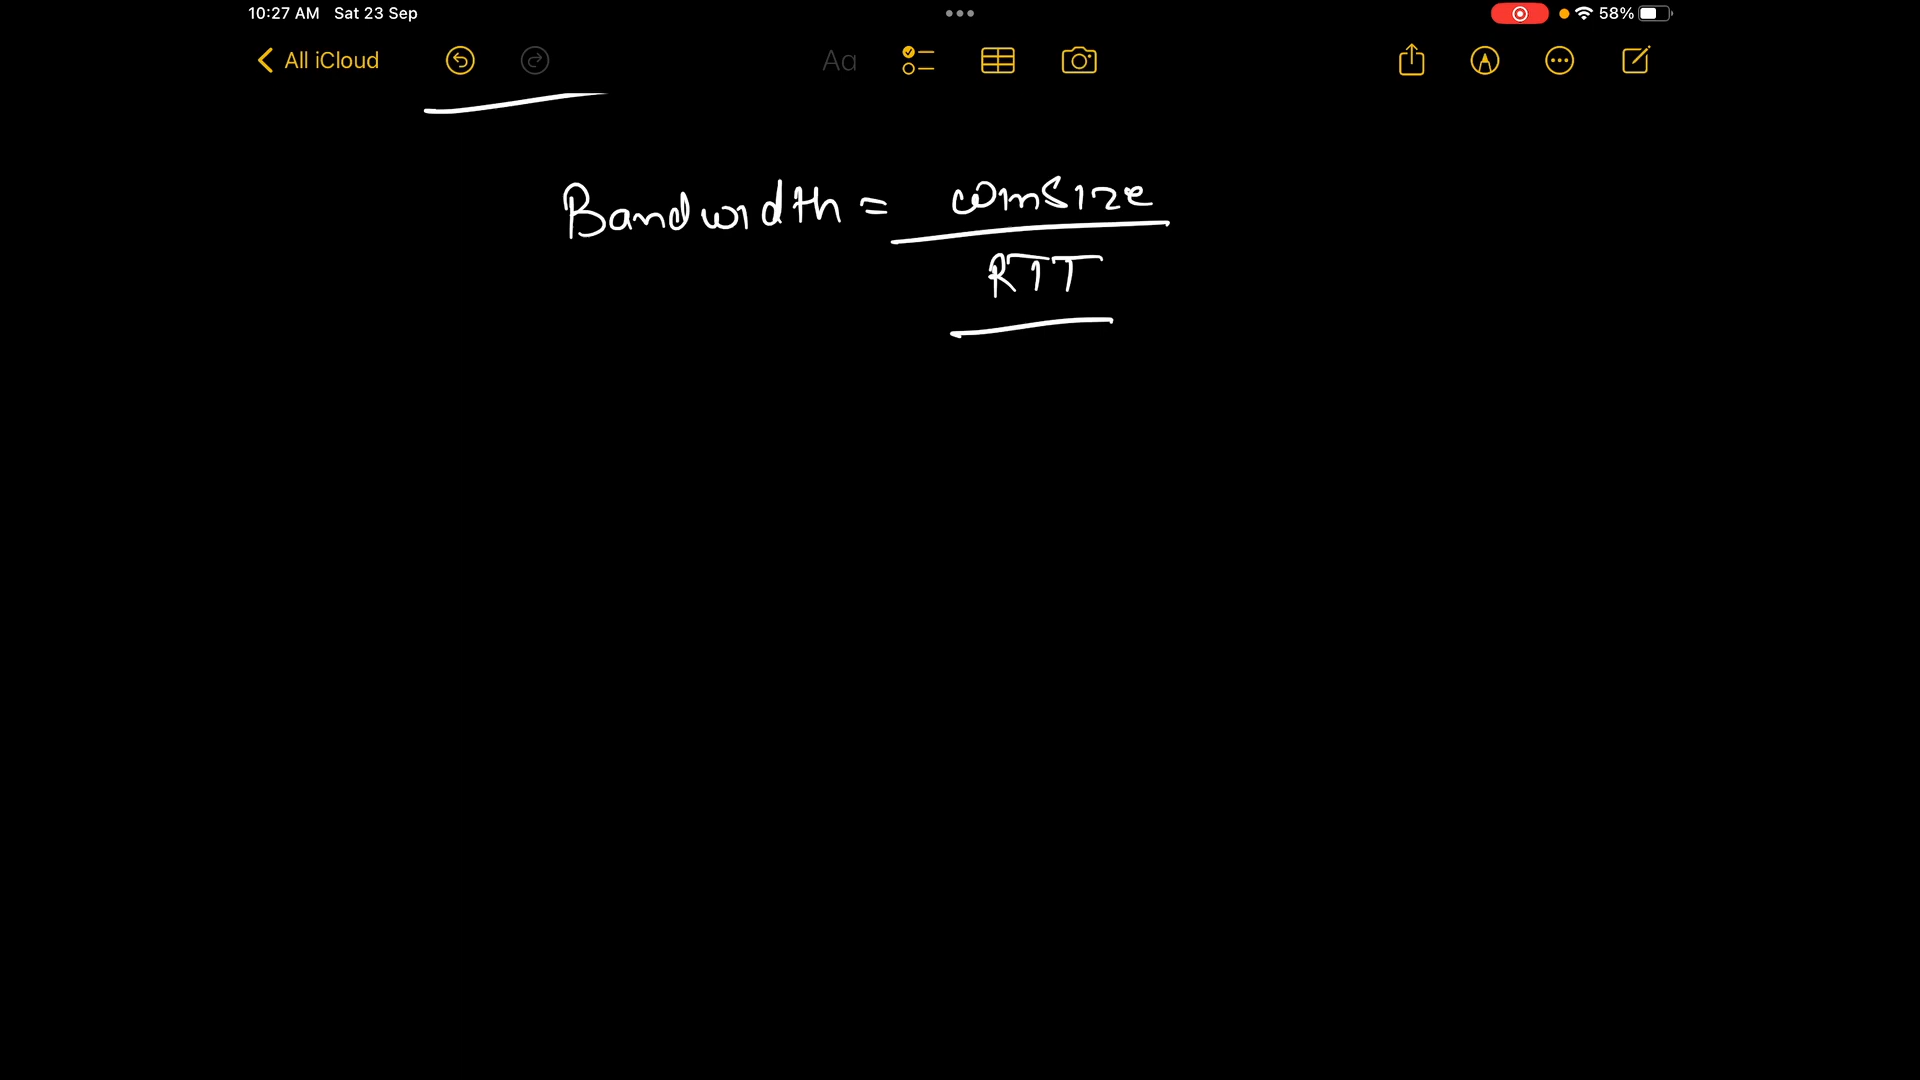 10:27 AM Sat 23 Sep 58%
All iCloud Aa
Bandwidth = winsize
RTT